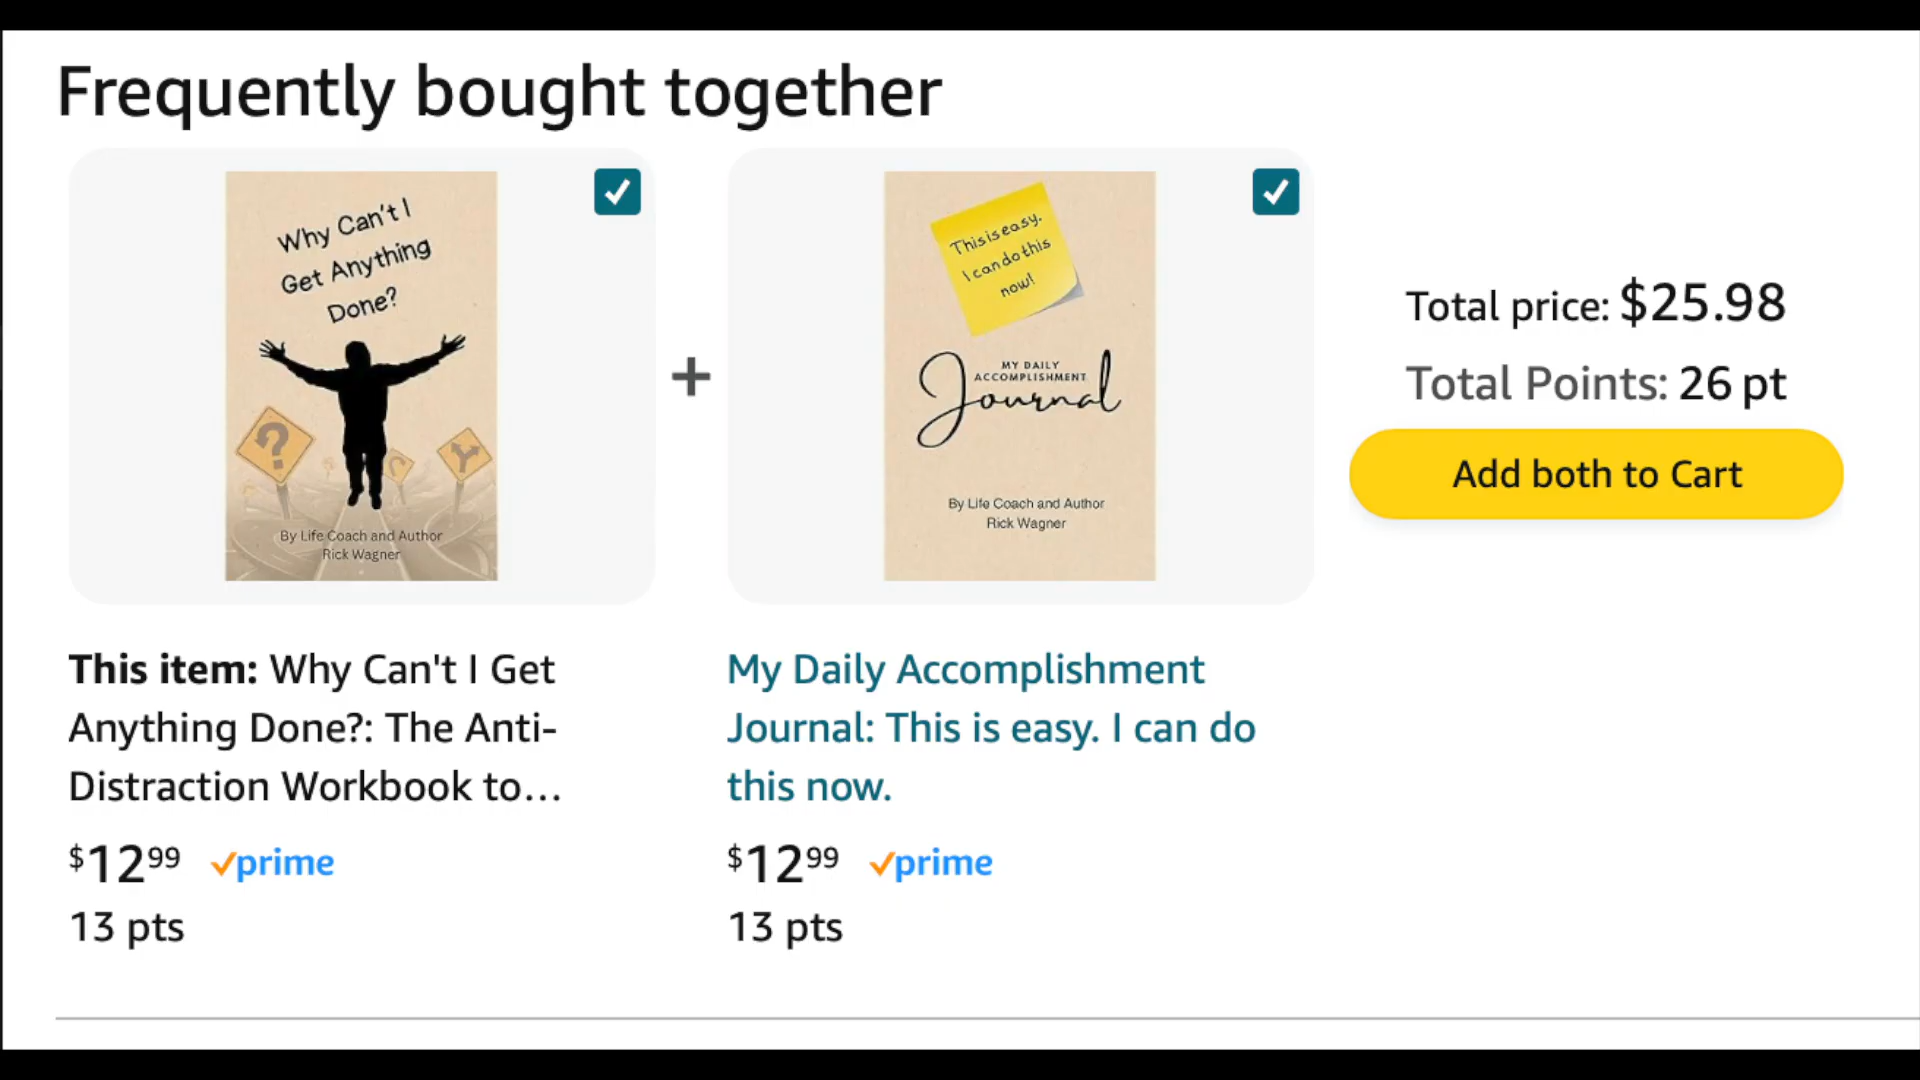 Frequently bought together
Why Can't I
Get Anything
Done?
?
By Life Coach and Author
Rick Wagner
+
This is easy.
I can do this
now!
MY DAILY
ACCOMPLISHMENT
Journal
By Life Coach and Author
Rick Wagner
Total price: $25.98
Total Points: 26 pt
Add both to Cart
This item: Why Can't I Get
Anything Done?: The Anti-
Distraction Workbook to...
$12.99 prime
13 pts
My Daily Accomplishment
Journal: This is easy. I can do
this now.
$12.99 prime
13 pts